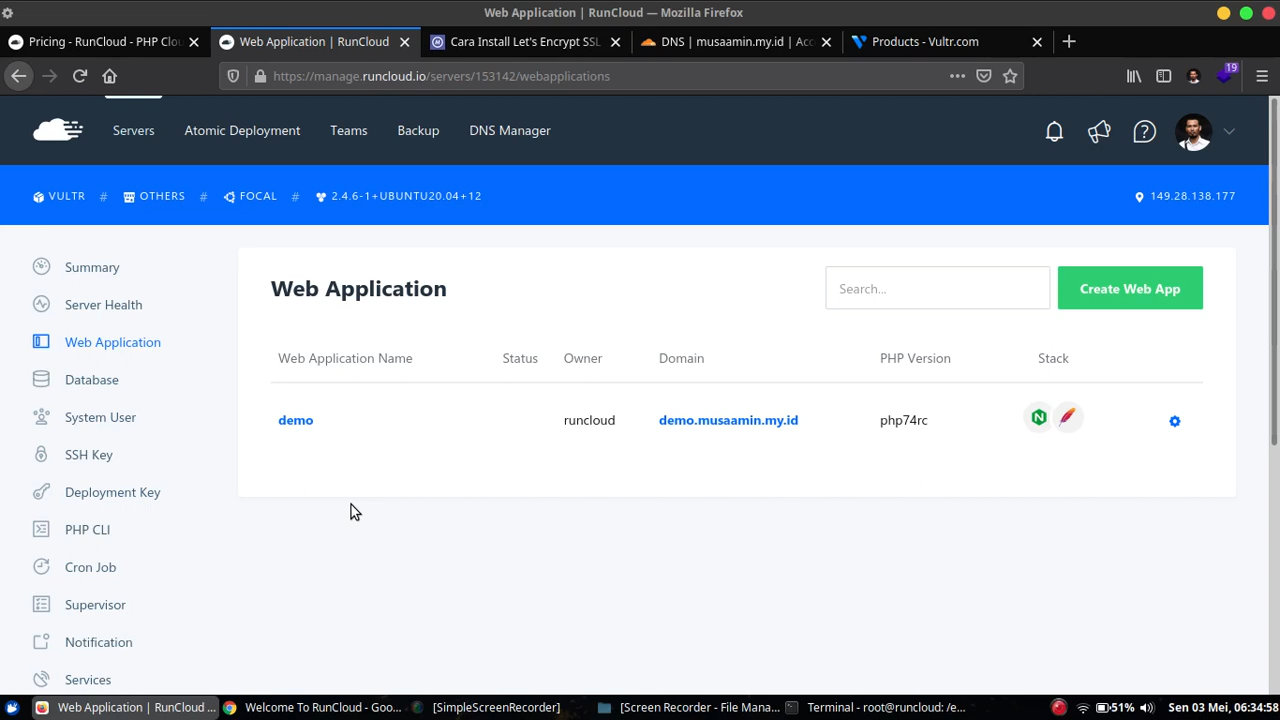 Web Application | RunCloud — Mozilla Firefox
Pricing - RunCloud - PHP Clou
Web Application | RunCloud
Cara Install Let's Encrypt SSL
DNS | musaamin.my.id | Acc
Products - Vultr.com
https://manage.runcloud.io/servers/153142/webapplications
19
Servers
Atomic Deployment
Teams
Backup
DNS Manager
VULTR # OTHERS # FOCAL # 2.4.6-1+UBUNTU20.04+12
149.28.138.177
Summary
Server Health
Web Application
Database
System User
SSH Key
Deployment Key
PHP CLI
Cron Job
Supervisor
Notification
Services
Web Application
Search...
Create Web App
Web Application Name Status Owner Domain PHP Version Stack
demo runcloud demo.musaamin.my.id php74rc
Web Application | RunCloud ...
Welcome To RunCloud - Goo...
[SimpleScreenRecorder]
[Screen Recorder - File Mana...
Terminal - root@runcloud: /e...
51%
Sen 03 Mei, 06:34:58